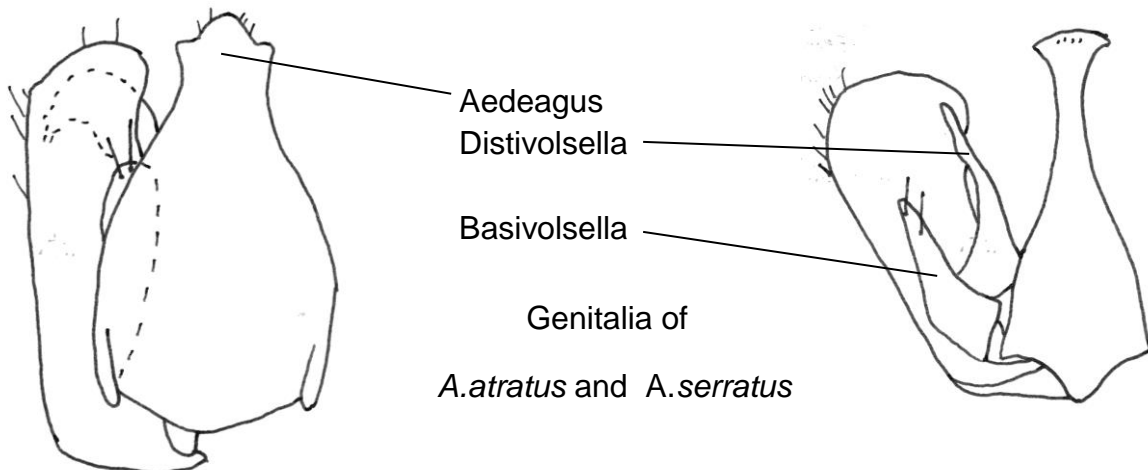 Aedeagus
Distivolsella
Basivolsella
Genitalia of
A.atratus and A.serratus